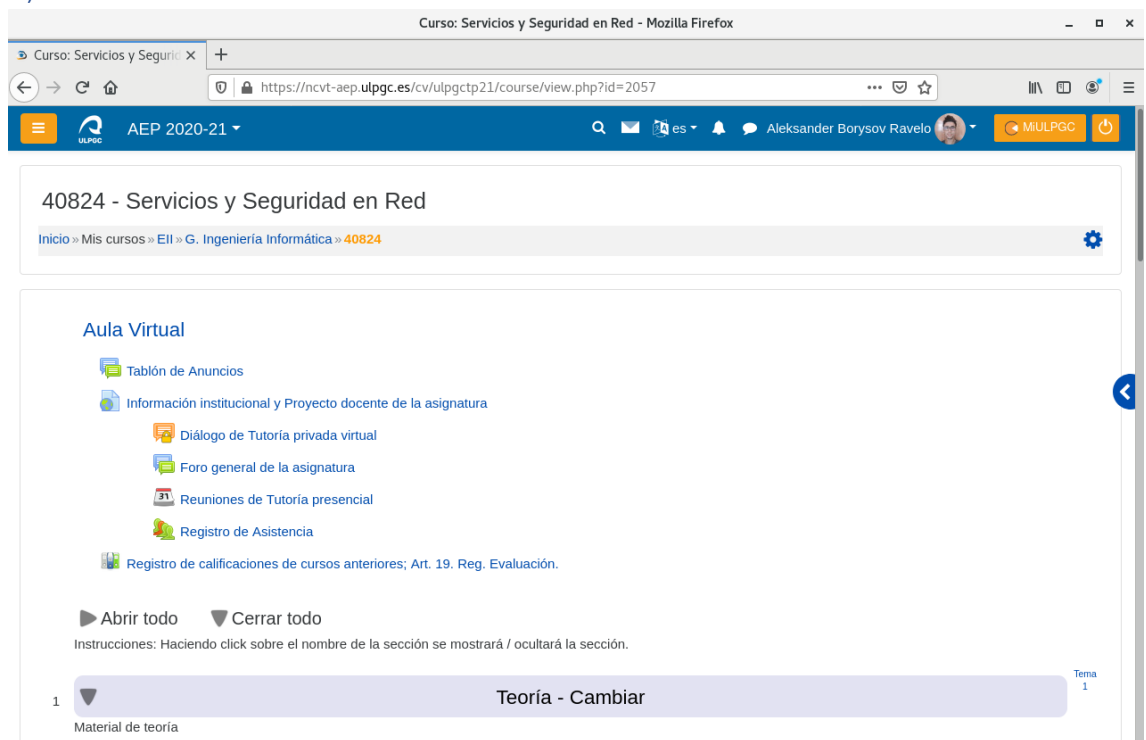 Curso: Servicios y Seguridad en Red - Mozilla Firefox
Curso: Servicios y Segurid
https://ncvt-aep.ulpgc.es/cv/ulpgctp21/course/view.php?id=2057
ULPGC AEP 2020-21 es Aleksander Borysov Ravelo MiULPGC
40824 - Servicios y Seguridad en Red
Inicio » Mis cursos » EII » G. Ingeniería Informática » 40824
Aula Virtual
Tablón de Anuncios
Información institucional y Proyecto docente de la asignatura
Diálogo de Tutoría privada virtual
Foro general de la asignatura
31 Reuniones de Tutoría presencial
Registro de Asistencia
Registro de calificaciones de cursos anteriores; Art. 19. Reg. Evaluación.
Abrir todo Cerrar todo
Instrucciones: Haciendo click sobre el nombre de la sección se mostrará / ocultará la sección.
1 Teoría - Cambiar Tema 1
Material de teoría